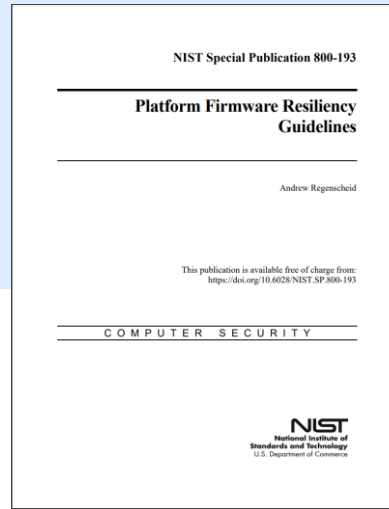 NIST Special Publication 800-193
Platform Firmware Resiliency
Guidelines
Andrew Regenscheid
This publication is available free of charge from:
https://doi.org/10.6028/NIST.SP.800-193
COMPUTER SECURITY
NIST
National Institute of
Standards and Technology
U.S. Department of Commerce